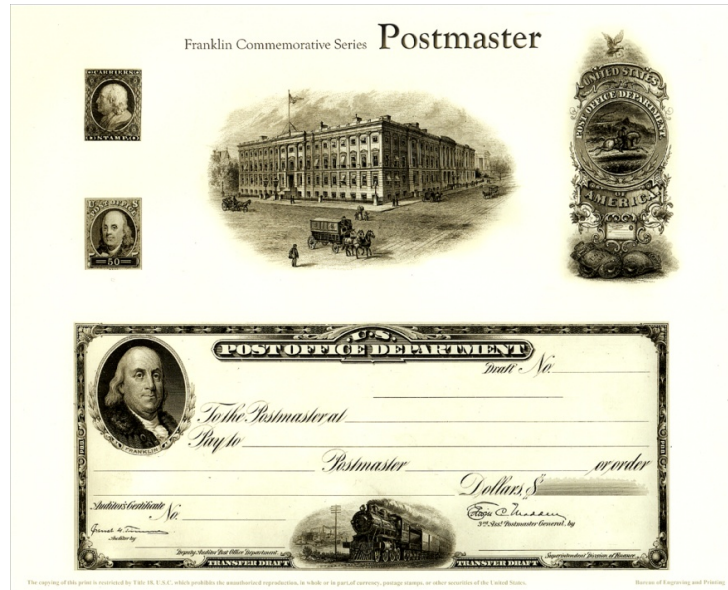 Franklin Commemorative Series Postmaster
CARRIERS
STAMP
UNITED STATES
POST OFFICE DEPARTMENT
OF
AMERICA
U.S.
POST OFFICE
50
U.S.
POST OFFICE DEPARTMENT
Draft No.
To the Postmaster at
Pay to
FRANKLIN
Postmaster or order
Dollars, $
Auditor's Certificate
No.
3rd Asst. Postmaster General, by
Auditor by
Deputy Auditor Post Office Department.
Superintendent Division of Finance.
TRANSFER DRAFT
TRANSFER DRAFT
The copying of this print is restricted by Title 18, U.S.C. which prohibits the unauthorized reproduction, in whole or in part, of currency, postage stamps, or other securities of the United States.
Bureau of Engraving and Printing